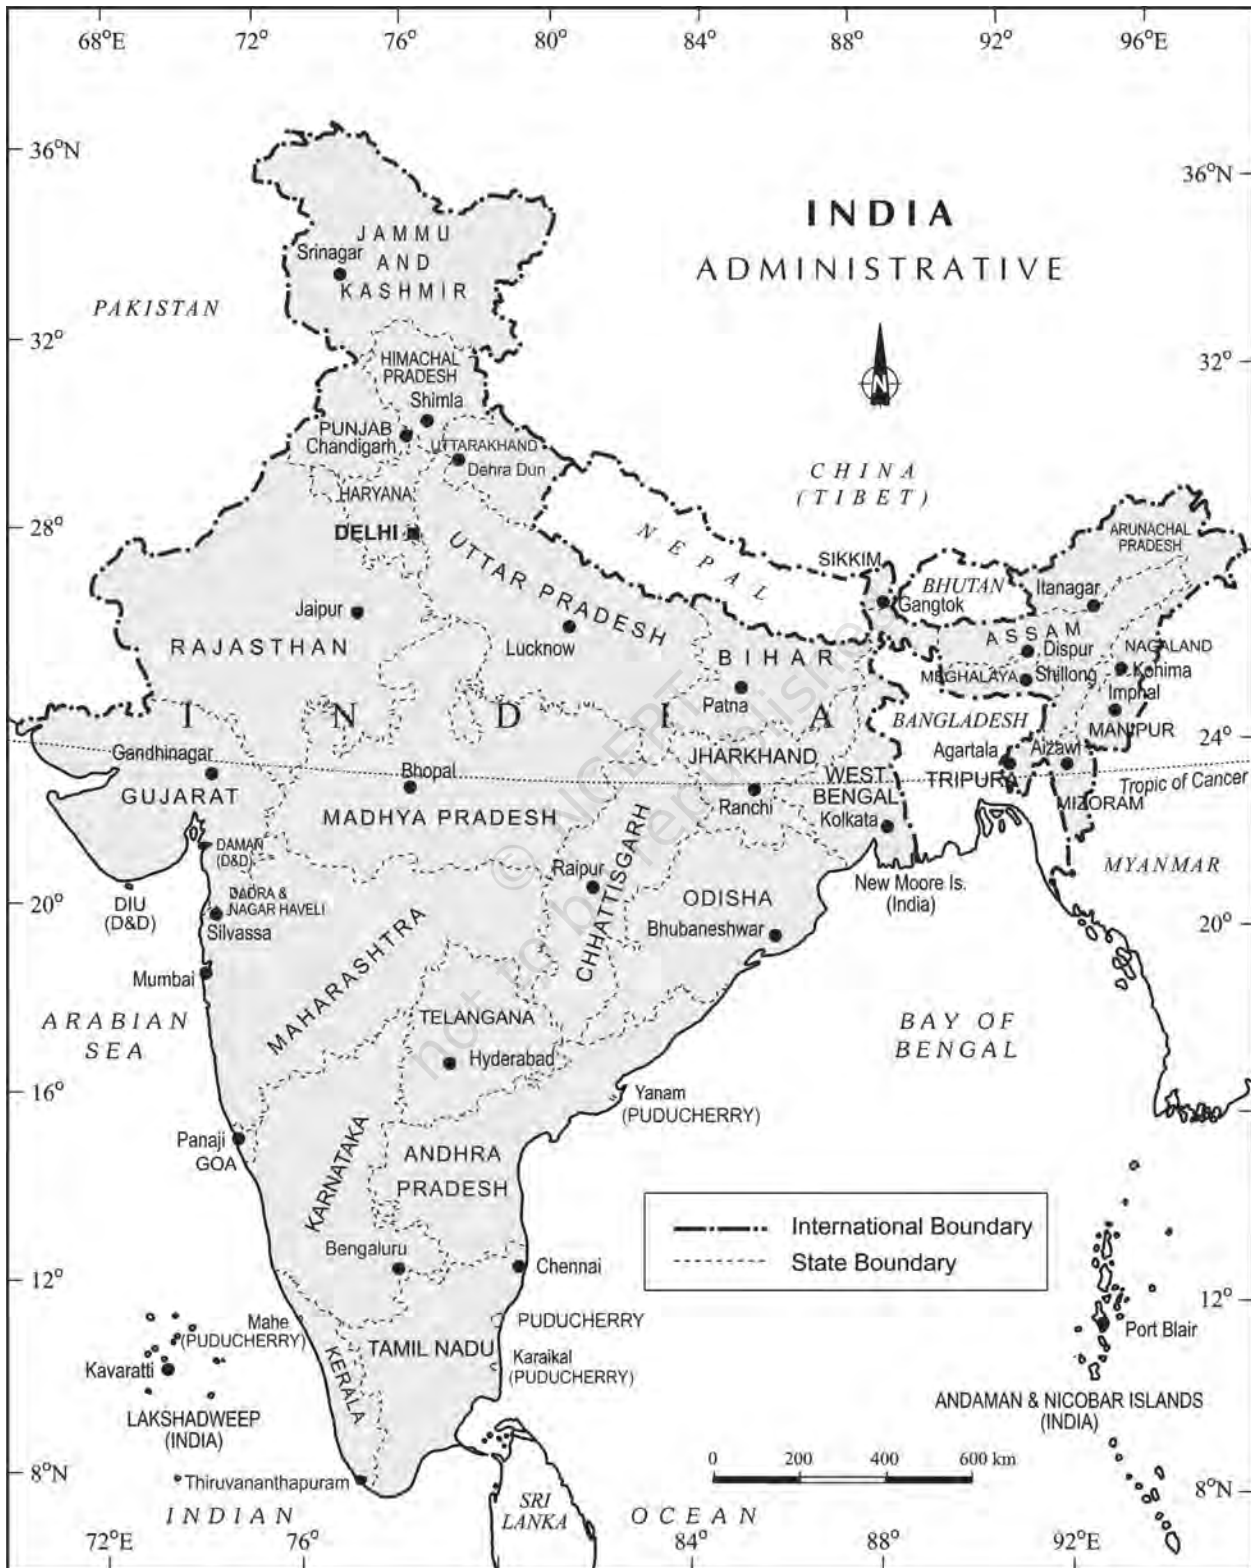 68°E 72° 76° 80° 84° 88° 92° 96°E
36°N
36°N
INDIA
ADMINISTRATIVE
JAMMU
AND
KASHMIR
Srinagar
PAKISTAN
32°
32°
N
HIMACHAL
PRADESH
Shimla
PUNJAB
Chandigarh
UTTARAKHAND
Dehra Dun
CHINA
(TIBET)
HARYANA
28°
28°
DELHI
NEPAL
UTTAR PRADESH
SIKKIM
BHUTAN
ARUNACHAL
PRADESH
Itanagar
Gangtok
Jaipur
RAJASTHAN
Lucknow
BIHAR
Patna
ASSAM
Dispur
NAGALAND
MEGHALAYA
Shillong
Kohima
Imphal
MANIPUR
INDIA
BANGLADESH
24°
Gandhinagar
Bhopal
JHARKHAND
Agartala
Aizawl
GUJARAT
MADHYA PRADESH
Ranchi
WEST
BENGAL
Kolkata
TRIPURA
MIZORAM
Tropic of Cancer
DAMAN
(D&D)
DIU
(D&D)
DADRA &
NAGAR HAVELI
Silvassa
Raipur
CHHATTISGARH
ODISHA
Bhubaneshwar
New Moore Is.
(India)
MYANMAR
20°
20°
Mumbai
MAHARASHTRA
ARABIAN
SEA
TELANGANA
Hyderabad
BAY OF
BENGAL
© NCERT
not to be republished
16°
Yanam
(PUDUCHERRY)
Panaji
GOA
KARNATAKA
ANDHRA
PRADESH
International Boundary
State Boundary
Bengaluru
Chennai
12°
12°
Mahe
(PUDUCHERRY)
PUDUCHERRY
Port Blair
Kavaratti
KERALA
TAMIL NADU
Karaikal
(PUDUCHERRY)
LAKSHADWEEP
(INDIA)
ANDAMAN & NICOBAR ISLANDS
(INDIA)
0 200 400 600 km
8°N
8°N
Thiruvananthapuram
INDIAN OCEAN
SRI
LANKA
72°E 76° 84° 88° 92°E